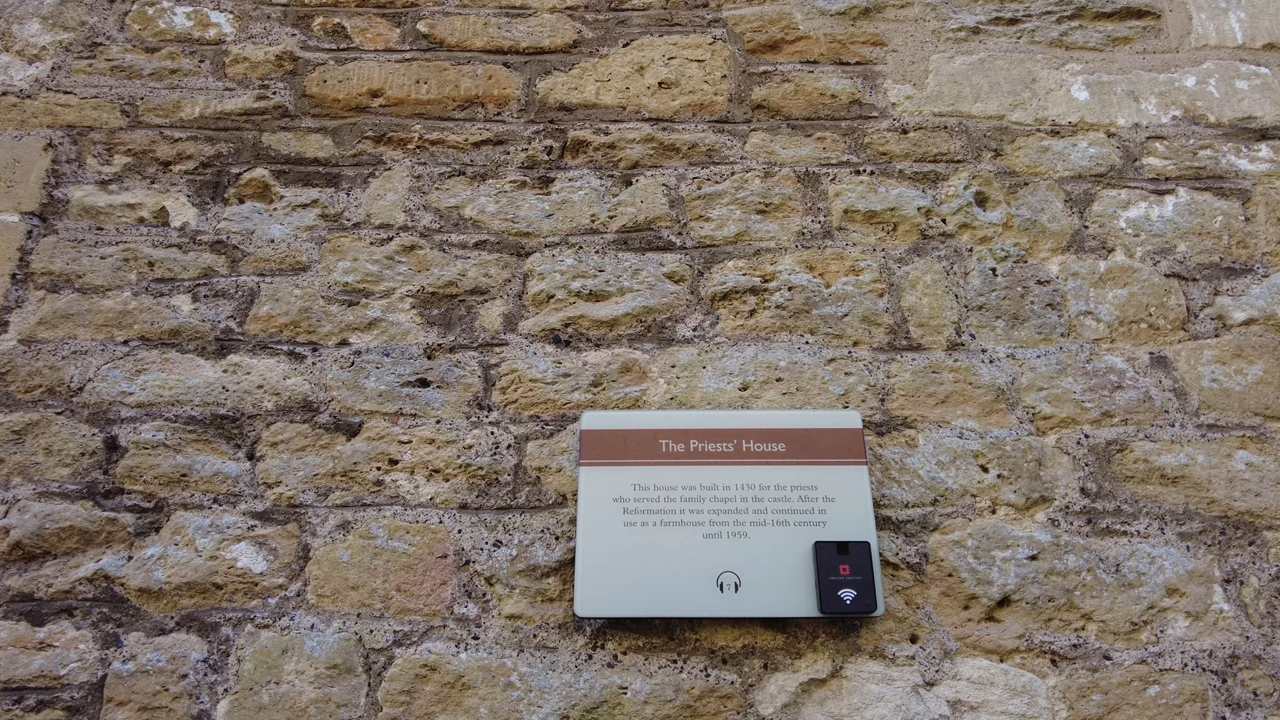 The Priests' House
This house was built in 1430 for the priests
who served the family chapel in the castle. After the
Reformation it was expanded and continued in
use as a farmhouse from the mid-16th century
until 1959.
7